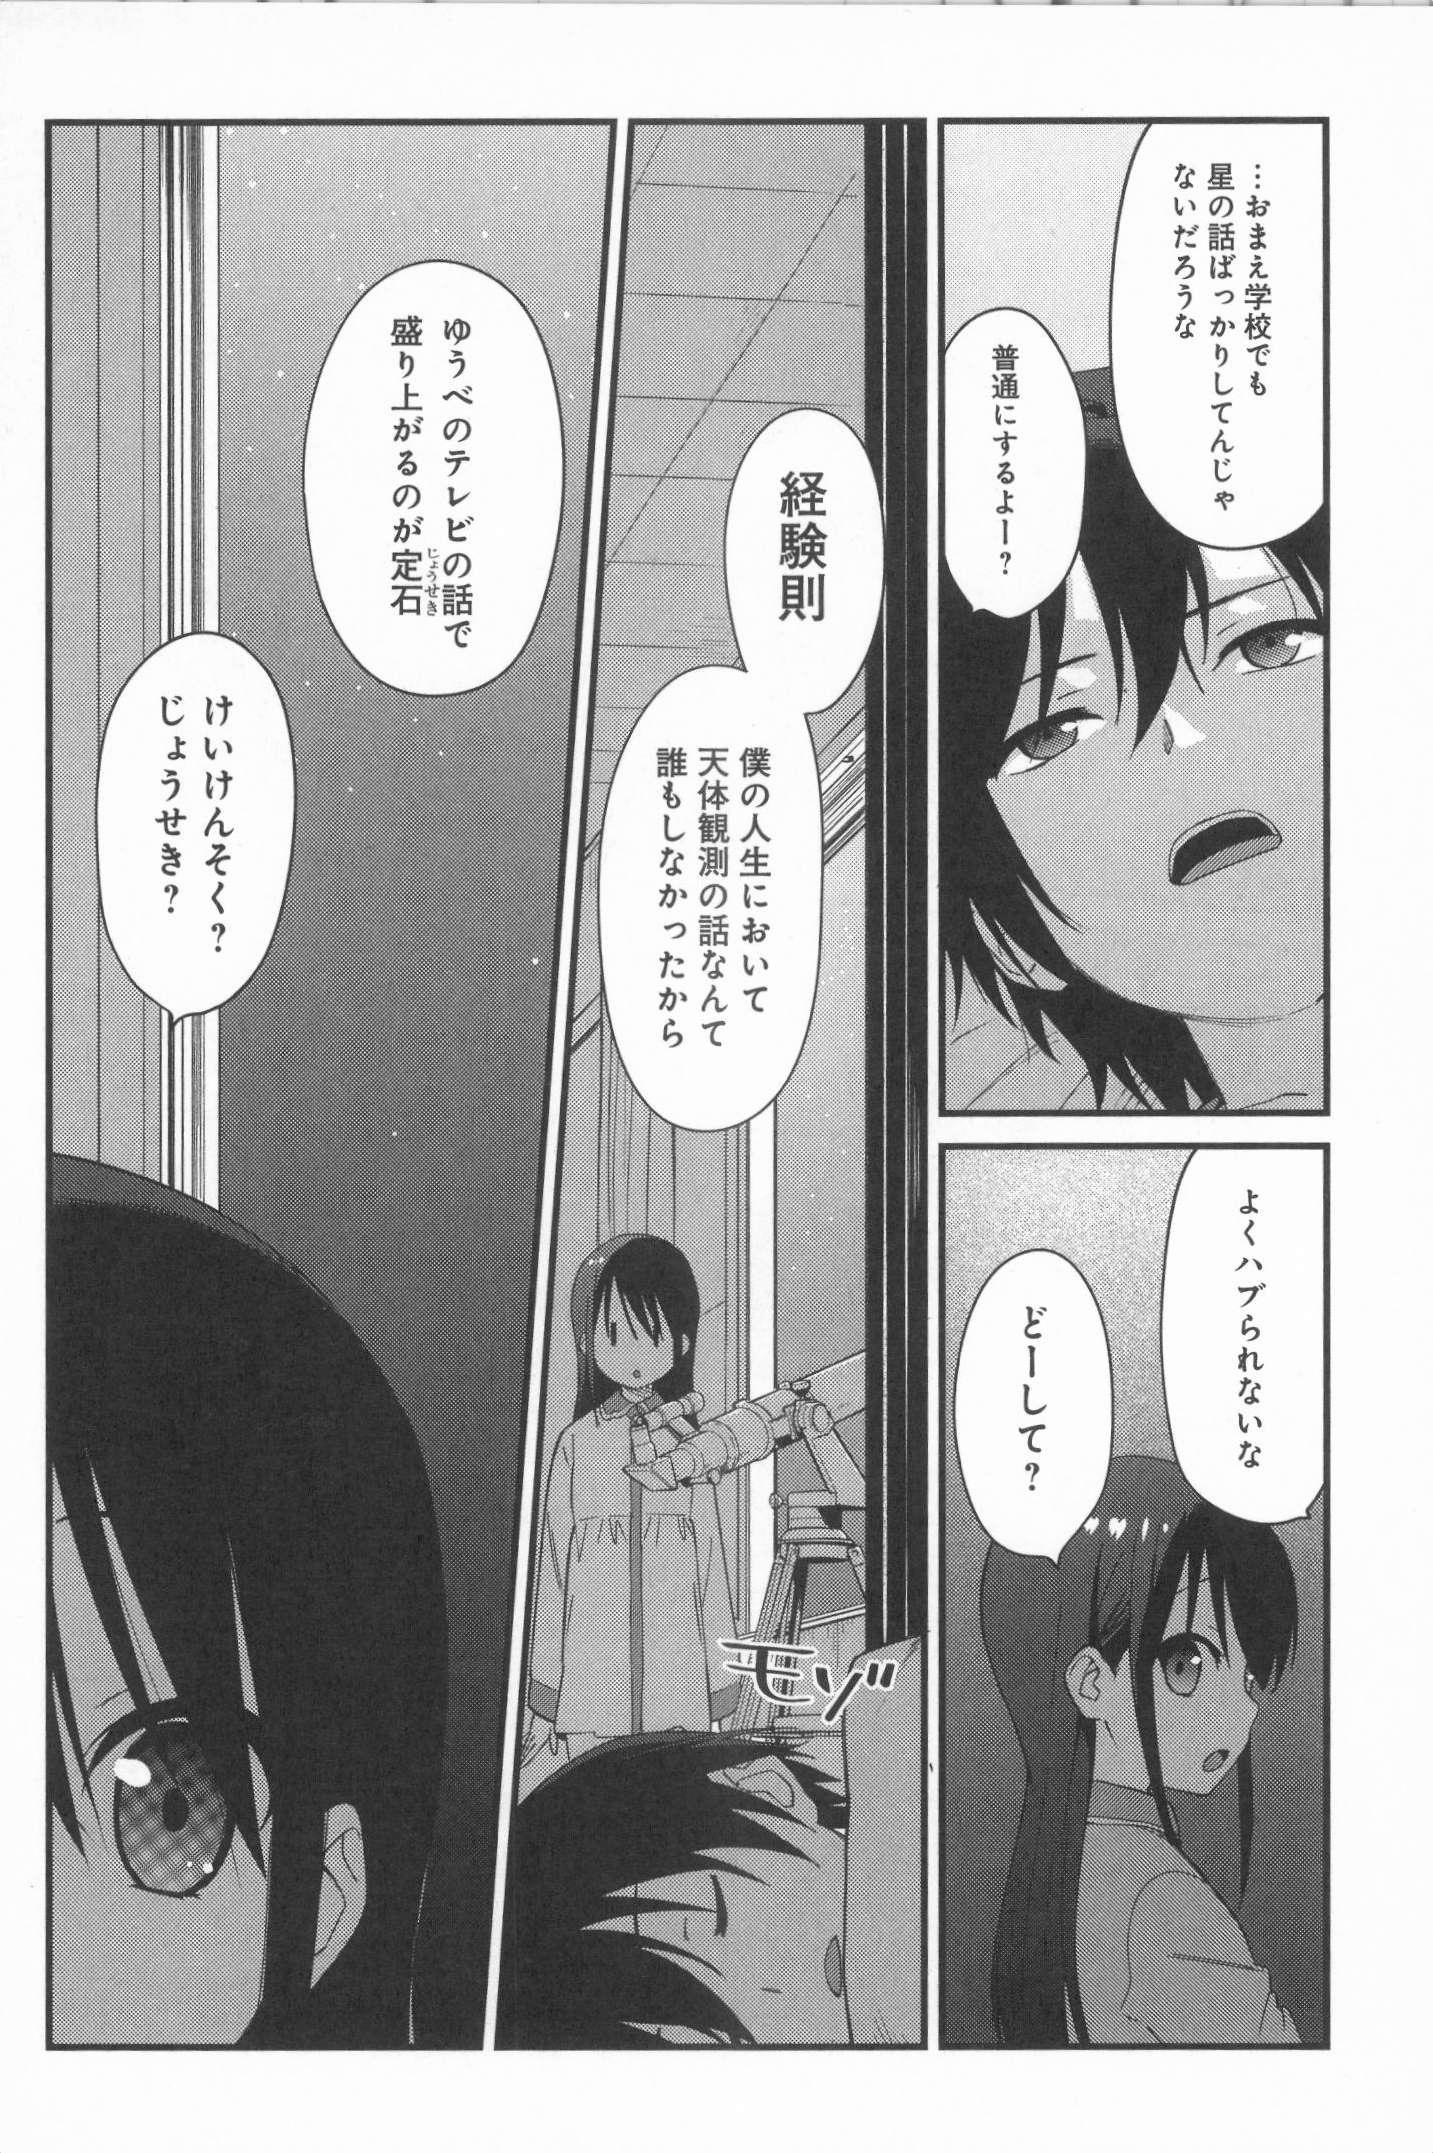 …おまえ学校でも
星の話ばっかりしてんじゃ
ないだろうな
普通にするよー?
よくハブられないな
どーして?
経験則
僕の人生において
天体観測の話なんて
誰もしなかったから
モゾ
ゆうべのテレビの話で
盛り上がるのが定石
じょうせき
けいけんそく?
じょうせき?